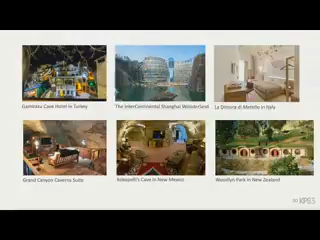 Gamirasu Cave Hotel in Turkey
The InterContinental Shanghai Wonderland
La Dimora di Metello in Italy
Grand Canyon Caverns Suite
Kokopelli's Cave in New Mexico
Woodlyn Park in New Zealand